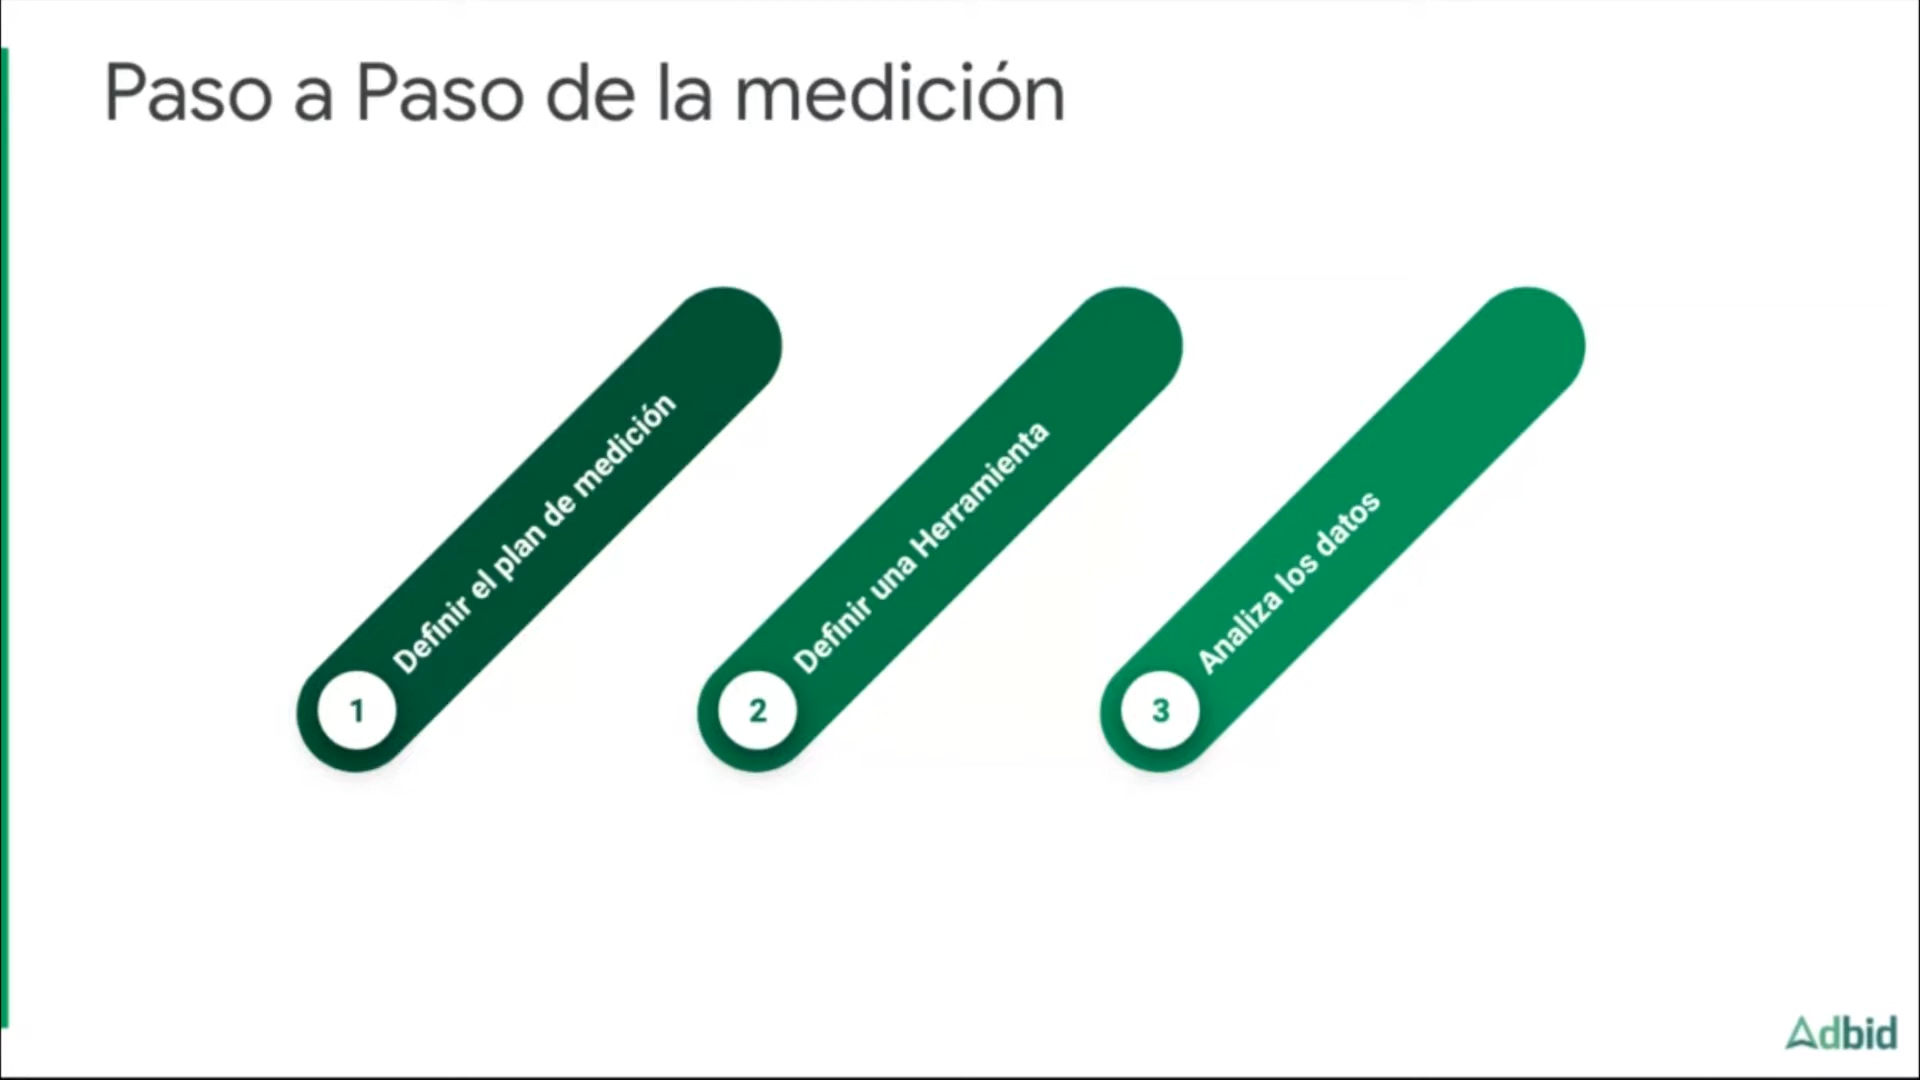 Paso a Paso de la medición
Definir el plan de medición
1
Definir una Herramienta
2
Analiza los datos
3
Adbid